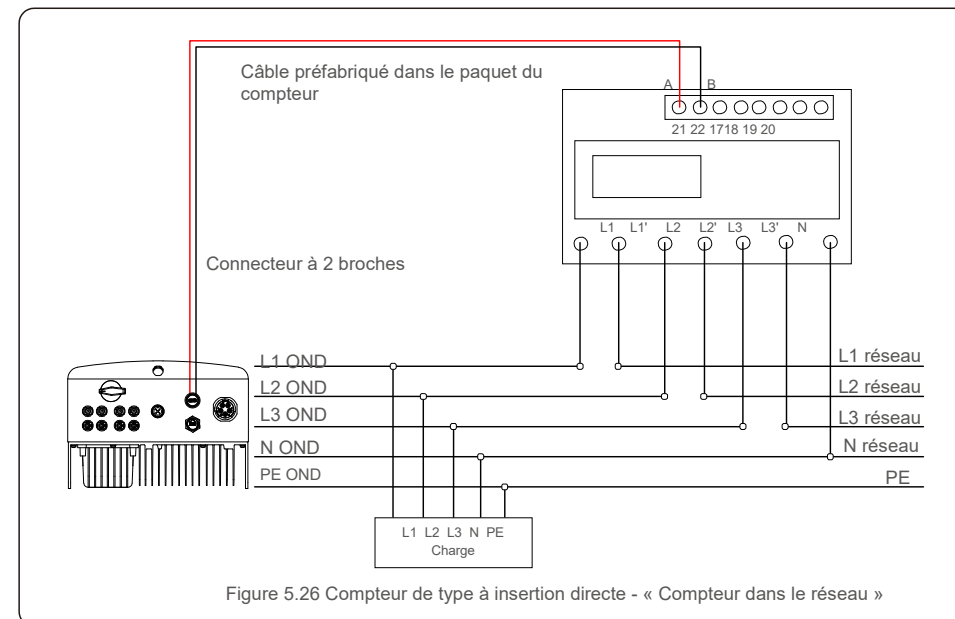 Câble préfabriqué dans le paquet du
compteur
A B
21 22 1718 19 20
L1 L1' L2 L2' L3 L3' N
Connecteur à 2 broches
L1 OND
L2 OND
L3 OND
N OND
PE OND
L1 réseau
L2 réseau
L3 réseau
N réseau
PE
L1 L2 L3 N PE
Charge
Figure 5.26 Compteur de type à insertion directe - « Compteur dans le réseau »